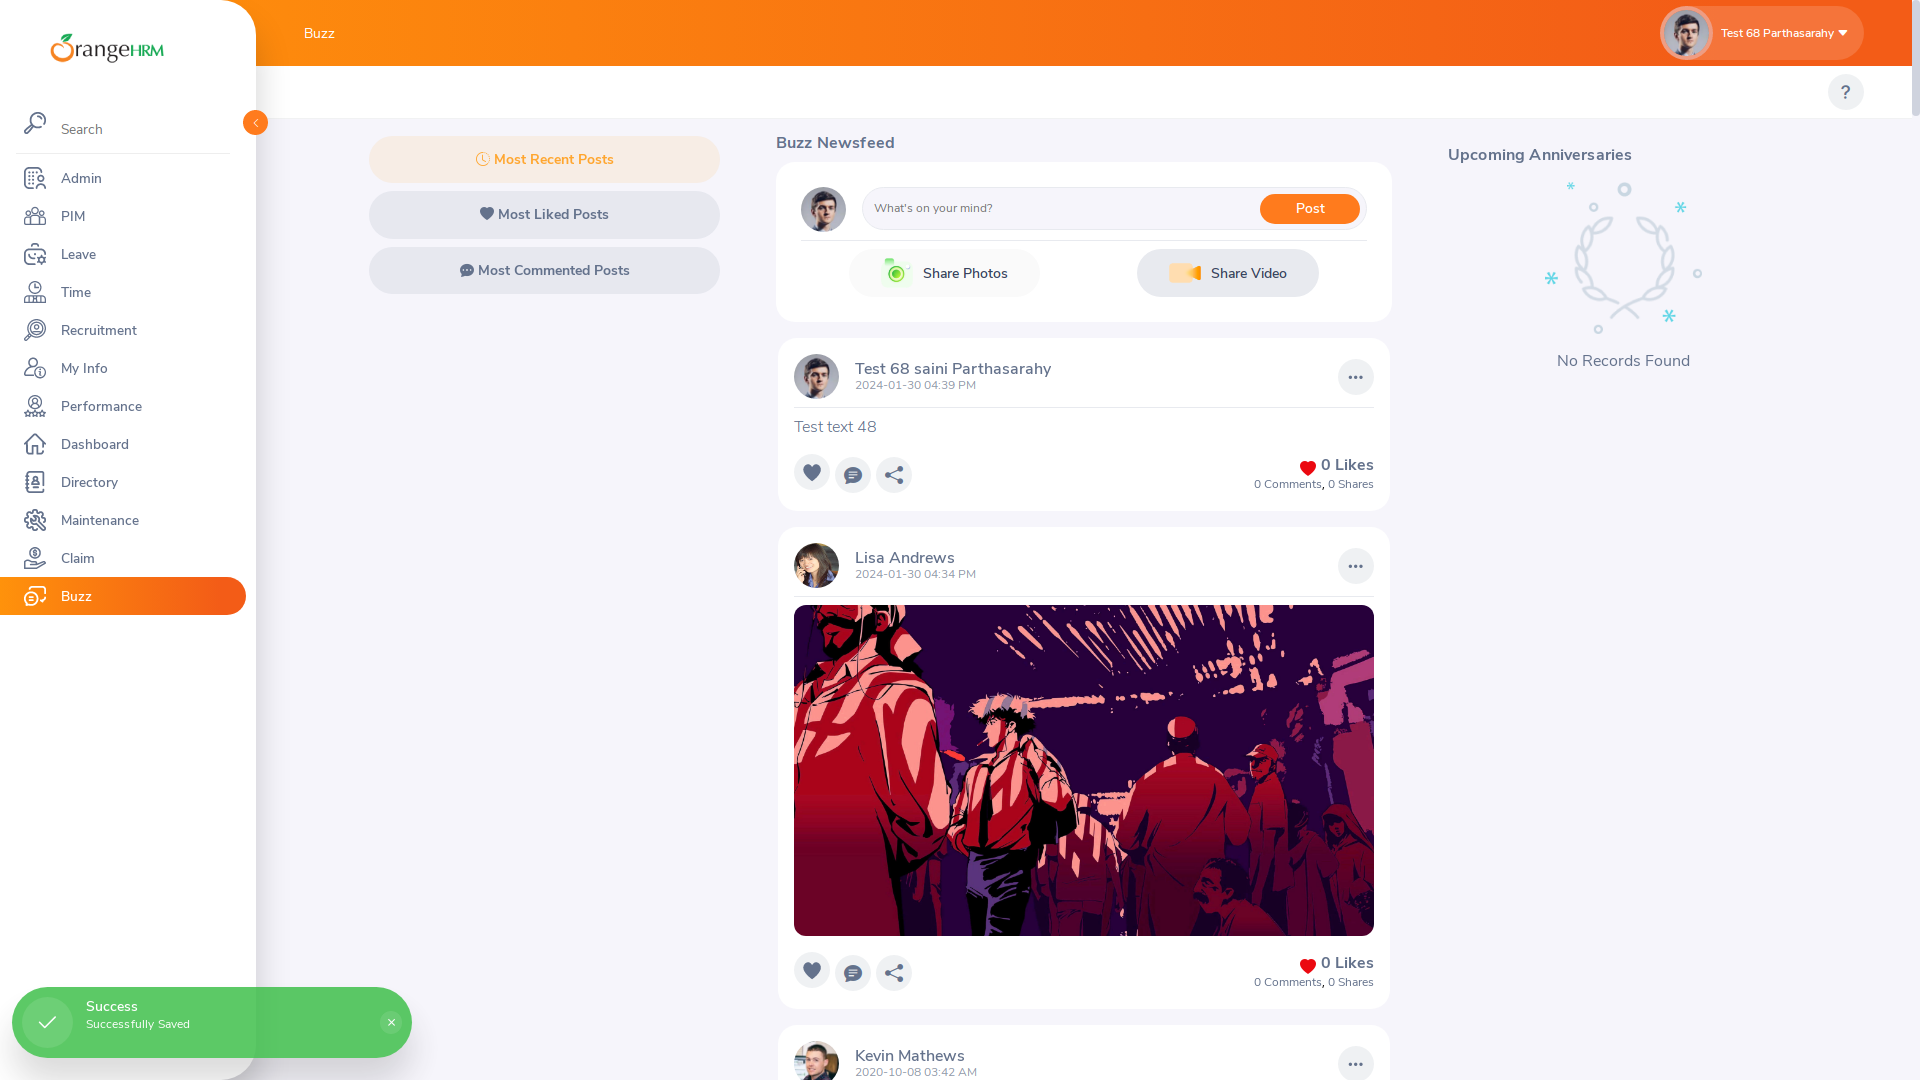 OrangeHRM
Buzz
Test 68 Parthasarahy
?
Search
Admin
PIM
Leave
Time
Recruitment
My Info
Performance
Dashboard
Directory
Maintenance
Claim
Buzz
Most Recent Posts
Most Liked Posts
Most Commented Posts
Buzz Newsfeed
What's on your mind?
Post
Share Photos
Share Video
Test 68 saini Parthasarahy
2024-01-30 04:39 PM
Test text 48
0 Likes
0 Comments, 0 Shares
Lisa Andrews
2024-01-30 04:34 PM
0 Likes
0 Comments, 0 Shares
Kevin Mathews
2020-10-08 03:42 AM
Upcoming Anniversaries
No Records Found
Success
Successfully Saved